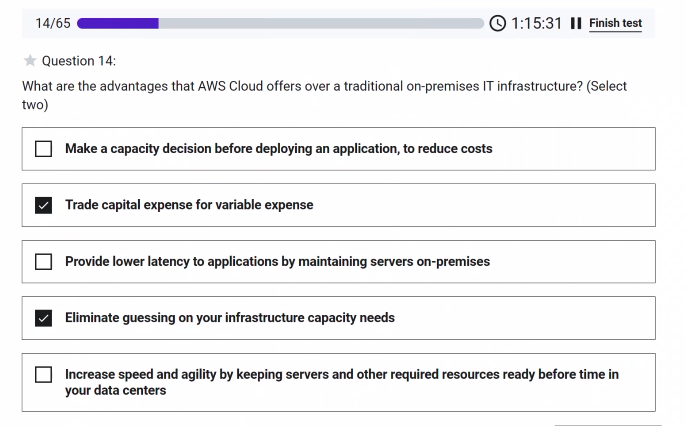 14/65
1:15:31
Finish test
Question 14:
What are the advantages that AWS Cloud offers over a traditional on-premises IT infrastructure? (Select
two)
Make a capacity decision before deploying an application, to reduce costs
Trade capital expense for variable expense
Provide lower latency to applications by maintaining servers on-premises
Eliminate guessing on your infrastructure capacity needs
Increase speed and agility by keeping servers and other required resources ready before time in
your data centers